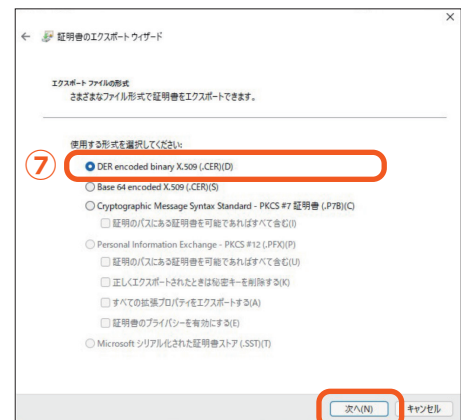 証明書のエクスポート ウィザード
エクスポート ファイルの形式
さまざまなファイル形式で証明書をエクスポートできます。
使用する形式を選択してください:
⑦
DER encoded binary X.509 (.CER)(D)
Base 64 encoded X.509 (.CER)(S)
Cryptographic Message Syntax Standard - PKCS #7 証明書 (.P7B)(C)
証明のパスにある証明書を可能であればすべて含む(I)
Personal Information Exchange - PKCS #12 (.PFX)(P)
証明のパスにある証明書を可能であればすべて含む(U)
正しくエクスポートされたときは秘密キーを削除する(K)
すべての拡張プロパティをエクスポートする(A)
証明書のプライバシーを有効にする(E)
Microsoft シリアル化された証明書ストア (.SST)(T)
次へ(N)
キャンセル